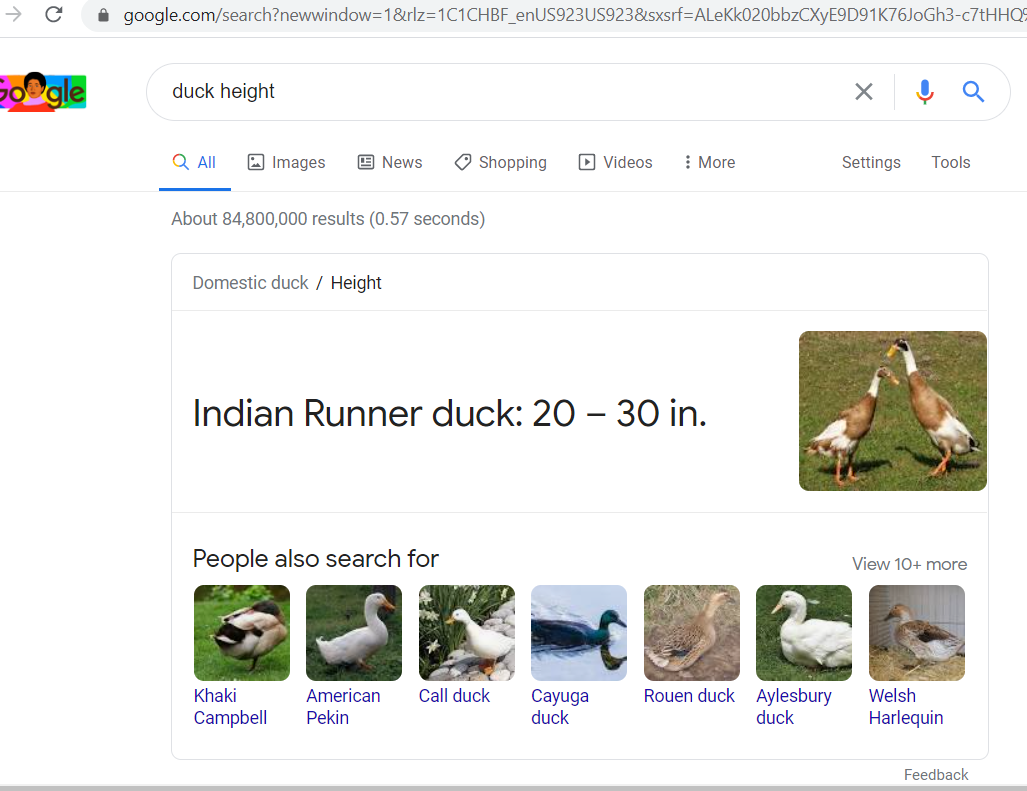 google.com/search?newwindow=1&rlz=1C1CHBF_enUS923US923&sxsrf=ALeKk020bbzCXyE9D91K76JoGh3-c7tHHQ
Google
duck height
All Images News Shopping Videos More Settings Tools
About 84,800,000 results (0.57 seconds)
Domestic duck / Height
Indian Runner duck: 20 – 30 in.
People also search for
View 10+ more
Khaki Campbell
American Pekin
Call duck
Cayuga duck
Rouen duck
Aylesbury duck
Welsh Harlequin
Feedback